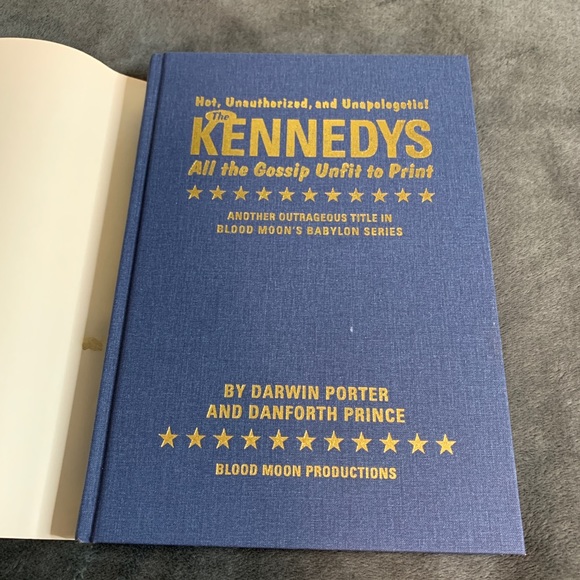 Hot, Unauthorized, and Unapologetic!
The
KENNEDYS
All the Gossip Unfit to Print
ANOTHER OUTRAGEOUS TITLE IN
BLOOD MOON'S BABYLON SERIES
BY DARWIN PORTER
AND DANFORTH PRINCE
BLOOD MOON PRODUCTIONS